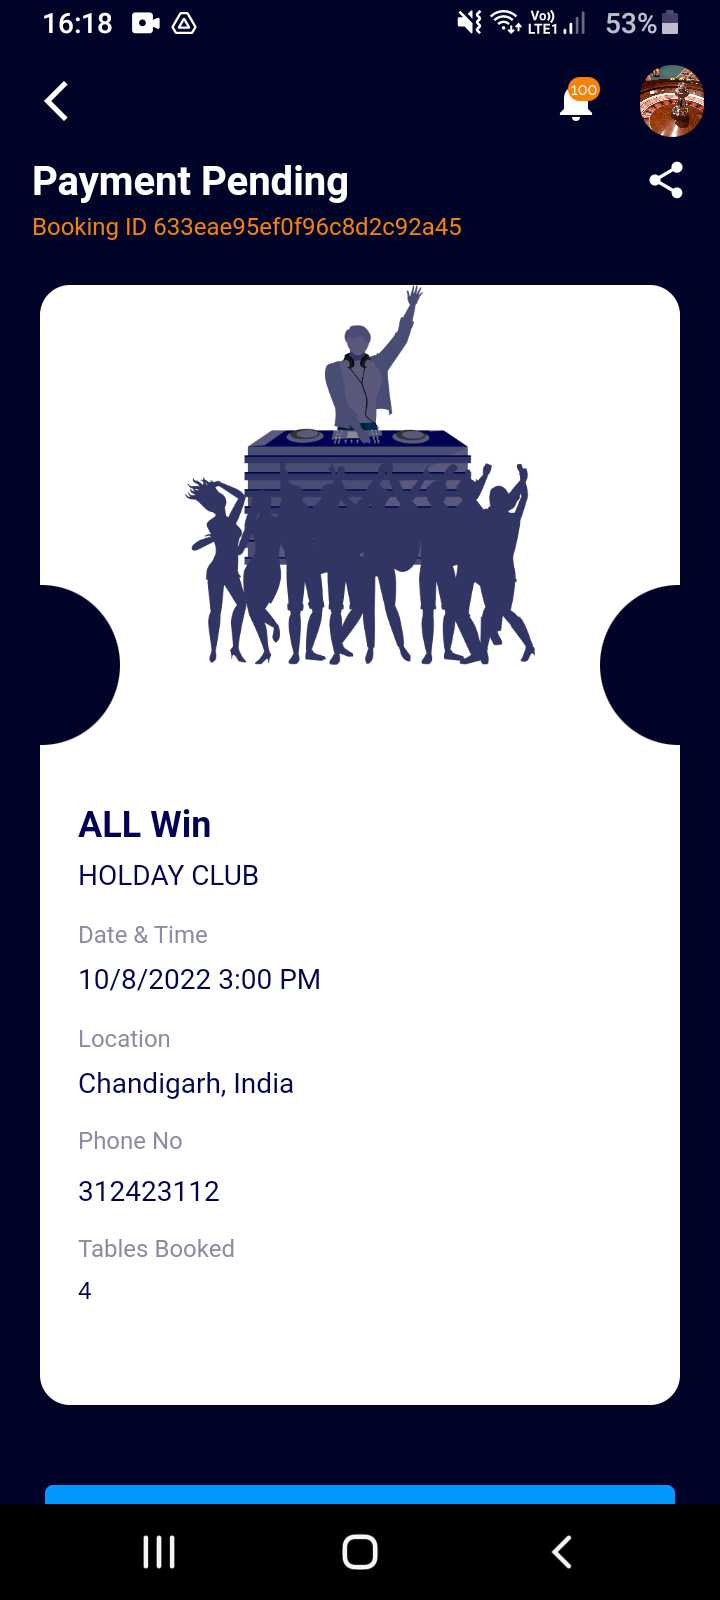 16:18
Vo)) LTE1 53%
100
Payment Pending
Booking ID 633eae95ef0f96c8d2c92a45
ALL Win
HOLDAY CLUB
Date & Time
10/8/2022 3:00 PM
Location
Chandigarh, India
Phone No
312423112
Tables Booked
4